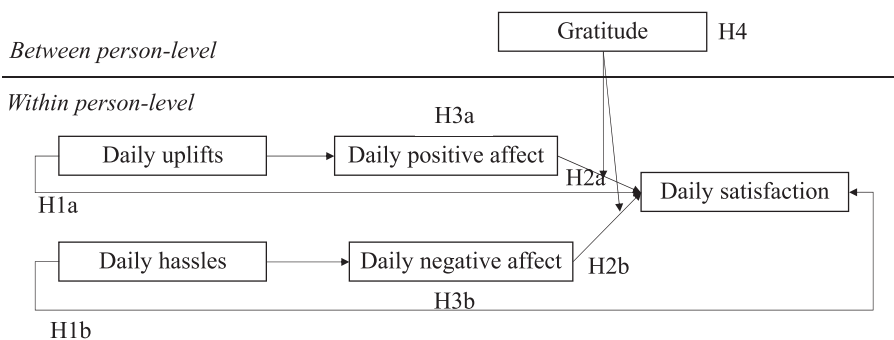 Gratitude H4
Between person-level
Within person-level
H3a
Daily uplifts Daily positive affect
H2a
Daily satisfaction
H1a
Daily hassles Daily negative affect
H2b
H3b
H1b